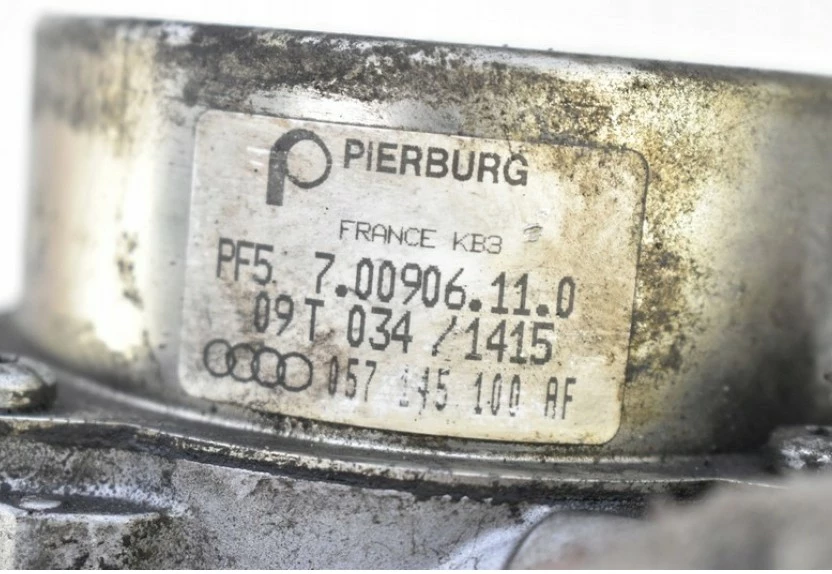 PIERBURG
FRANCE KB3
PF5 7.00906.11.0
09T 034 /1415
057 145 100 AF